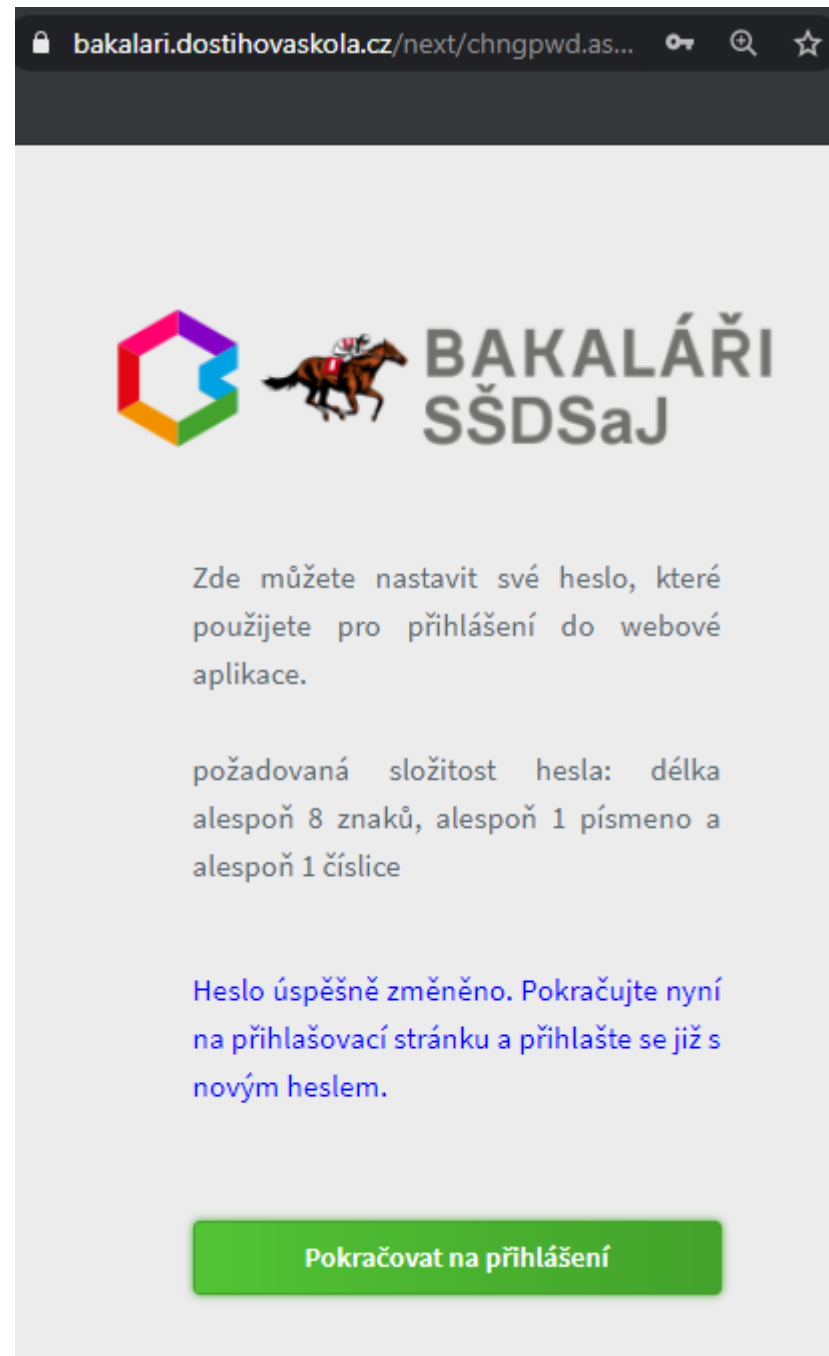 bakalari.dostihovaskola.cz/next/chngpwd.as...
BAKALÁŘI
SŠDSaJ
Zde můžete nastavit své heslo, které
použijete pro přihlášení do webové
aplikace.
požadovaná složitost hesla: délka
alespoň 8 znaků, alespoň 1 písmeno a
alespoň 1 číslice
Heslo úspěšně změněno. Pokračujte nyní
na přihlašovací stránku a přihlašte se již s
novým heslem.
Pokračovat na přihlášení